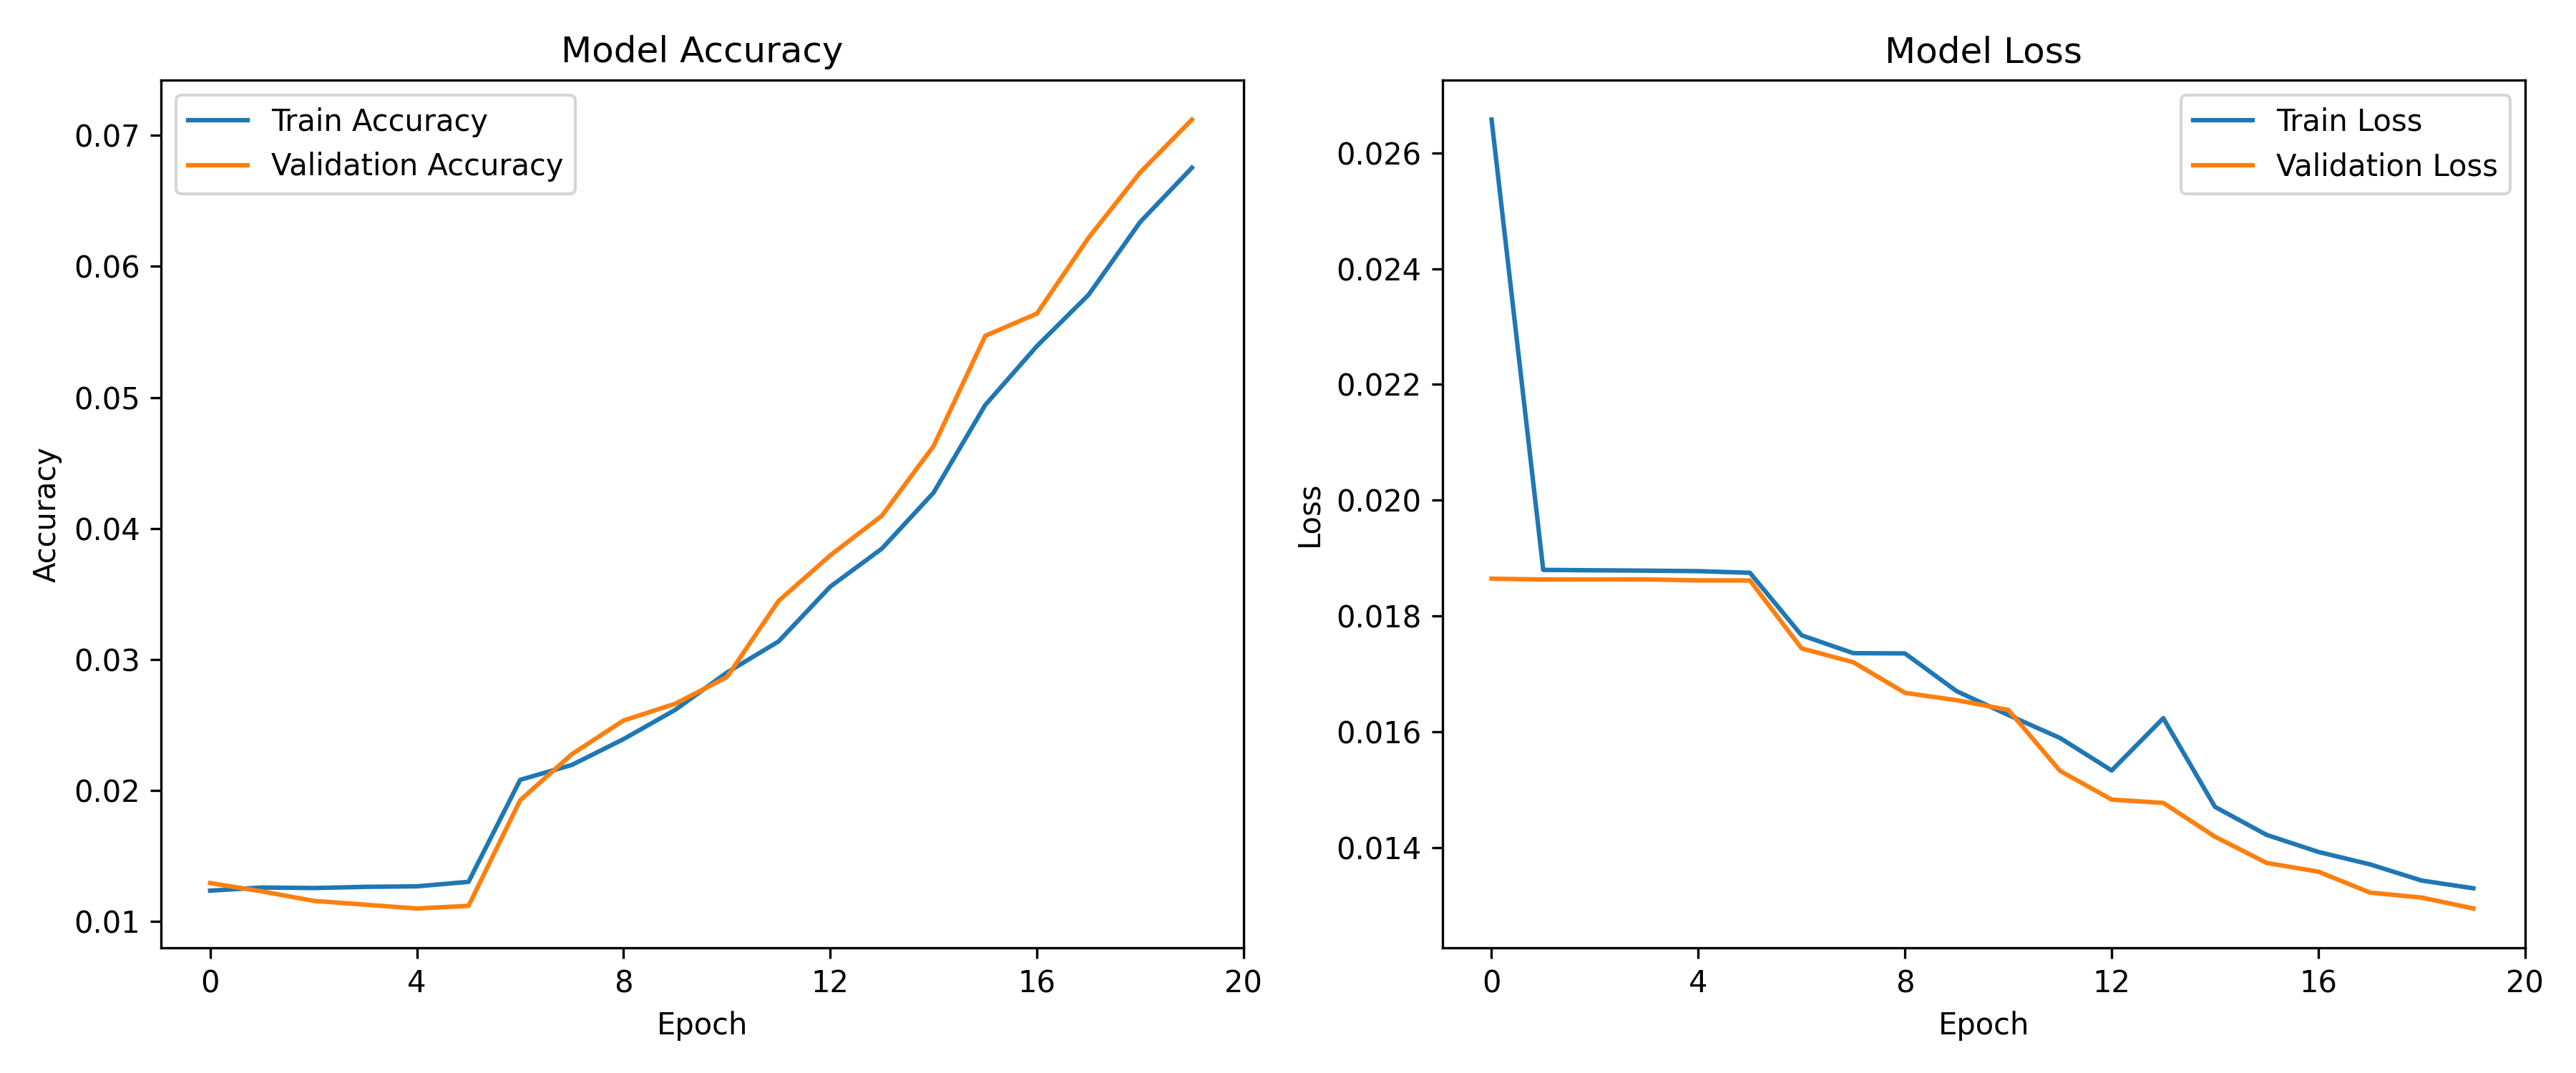 Model Accuracy
Train Accuracy
Validation Accuracy
0.07
0.06
0.05
0.04
0.03
0.02
0.01
Accuracy
0 4 8 12 16 20
Epoch
Model Loss
Train Loss
Validation Loss
0.026
0.024
0.022
0.020
0.018
0.016
0.014
Loss
0 4 8 12 16 20
Epoch